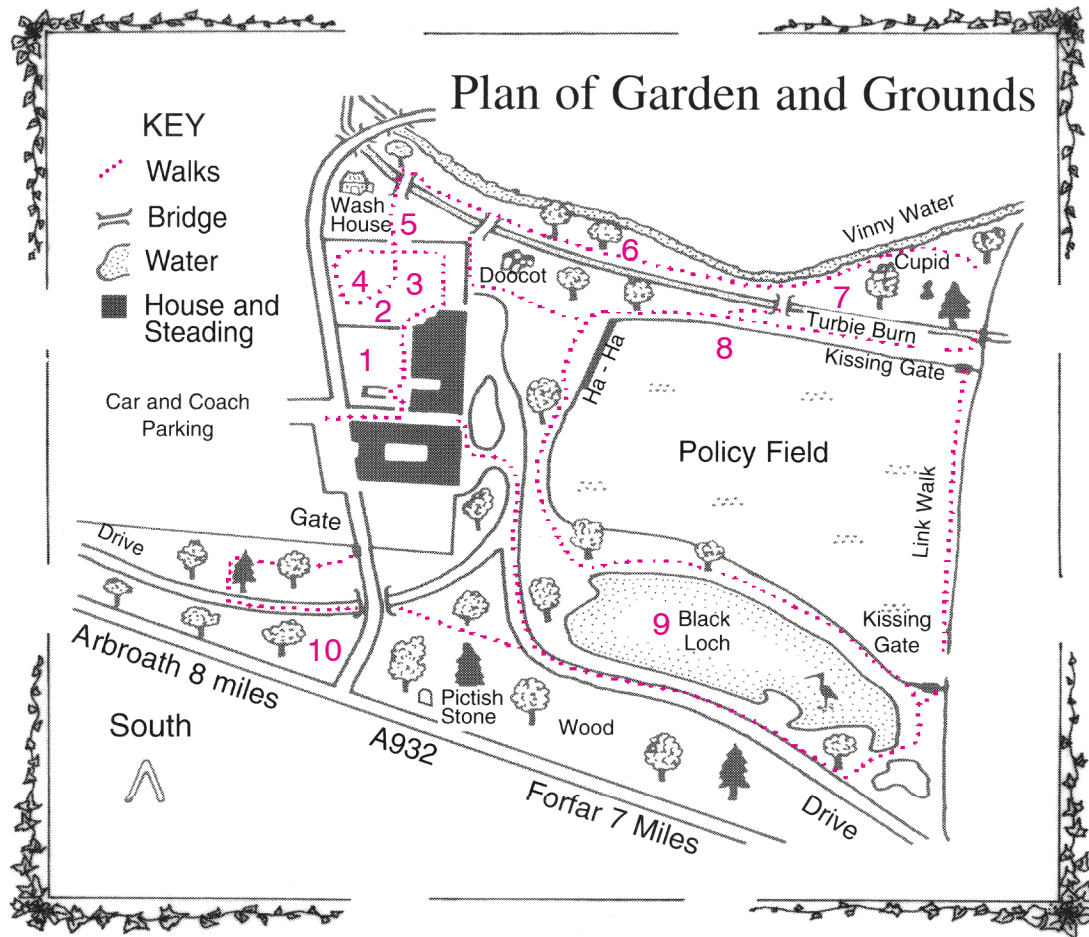 Plan of Garden and Grounds
KEY
Walks
Bridge
Water
House and
Steading
Wash
House
5
4
3
2
1
Doocot
6
Vinny Water
Cupid
7
Turbie Burn
8
Kissing Gate
Ha - Ha
Car and Coach
Parking
Policy Field
Link Walk
Gate
Drive
9
Black
Loch
Kissing
Gate
10
Arbroath 8 miles
Pictish
Stone
Wood
South
A932
Forfar 7 Miles
Drive